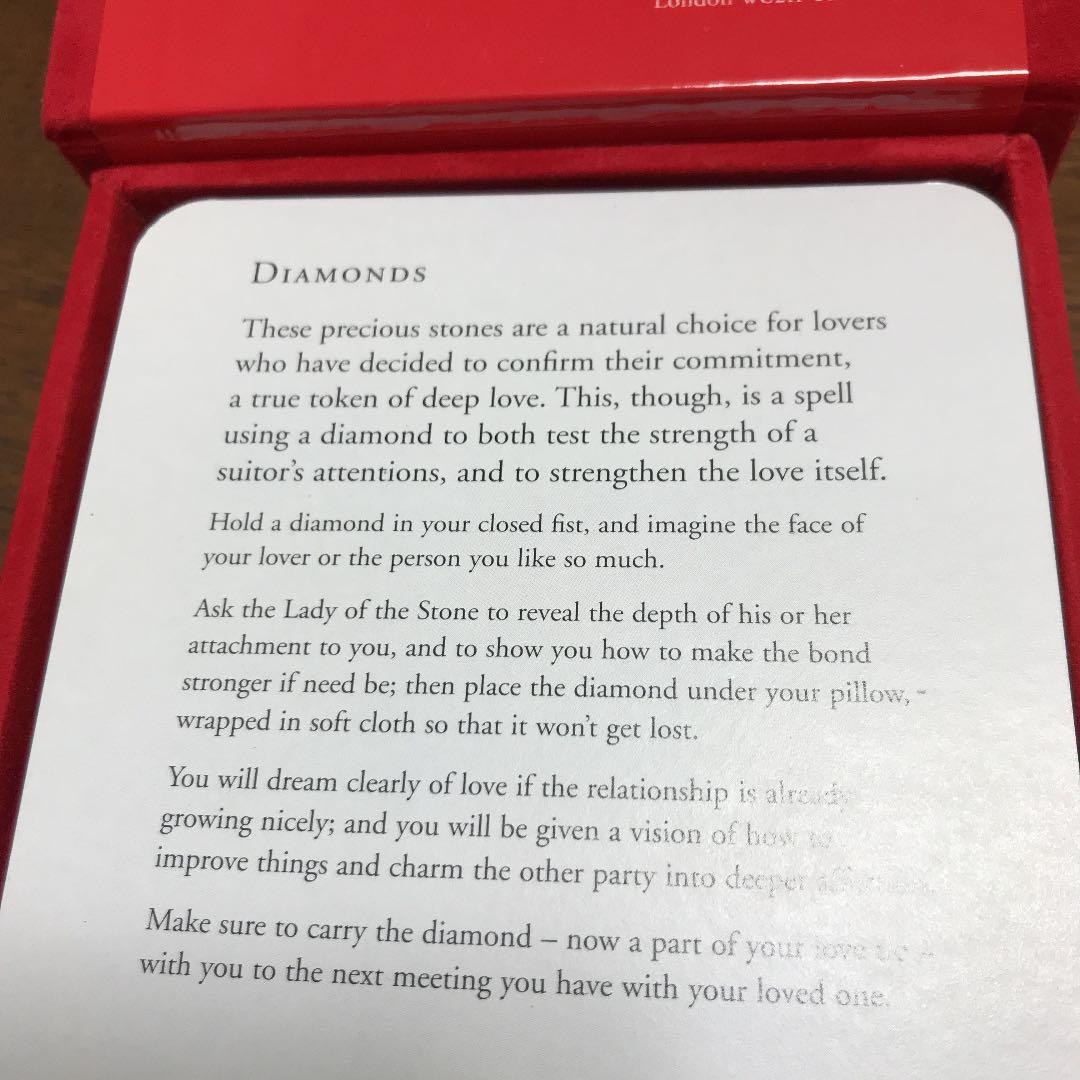 London
DIAMONDS
These precious stones are a natural choice for lovers
who have decided to confirm their commitment,
a true token of deep love. This, though, is a spell
using a diamond to both test the strength of a
suitor's attentions, and to strengthen the love itself.
Hold a diamond in your closed fist, and imagine the face of
your lover or the person you like so much.
Ask the Lady of the Stone to reveal the depth of his or her
attachment to you, and to show you how to make the bond
stronger if need be; then place the diamond under your pillow, -
wrapped in soft cloth so that it won't get lost.
You will dream clearly of love if the relationship is already
growing nicely; and you will be given a vision of how to
improve things and charm the other party into deeper
Make sure to carry the diamond – now a part of your love tie –
with you to the next meeting you have with your loved one.